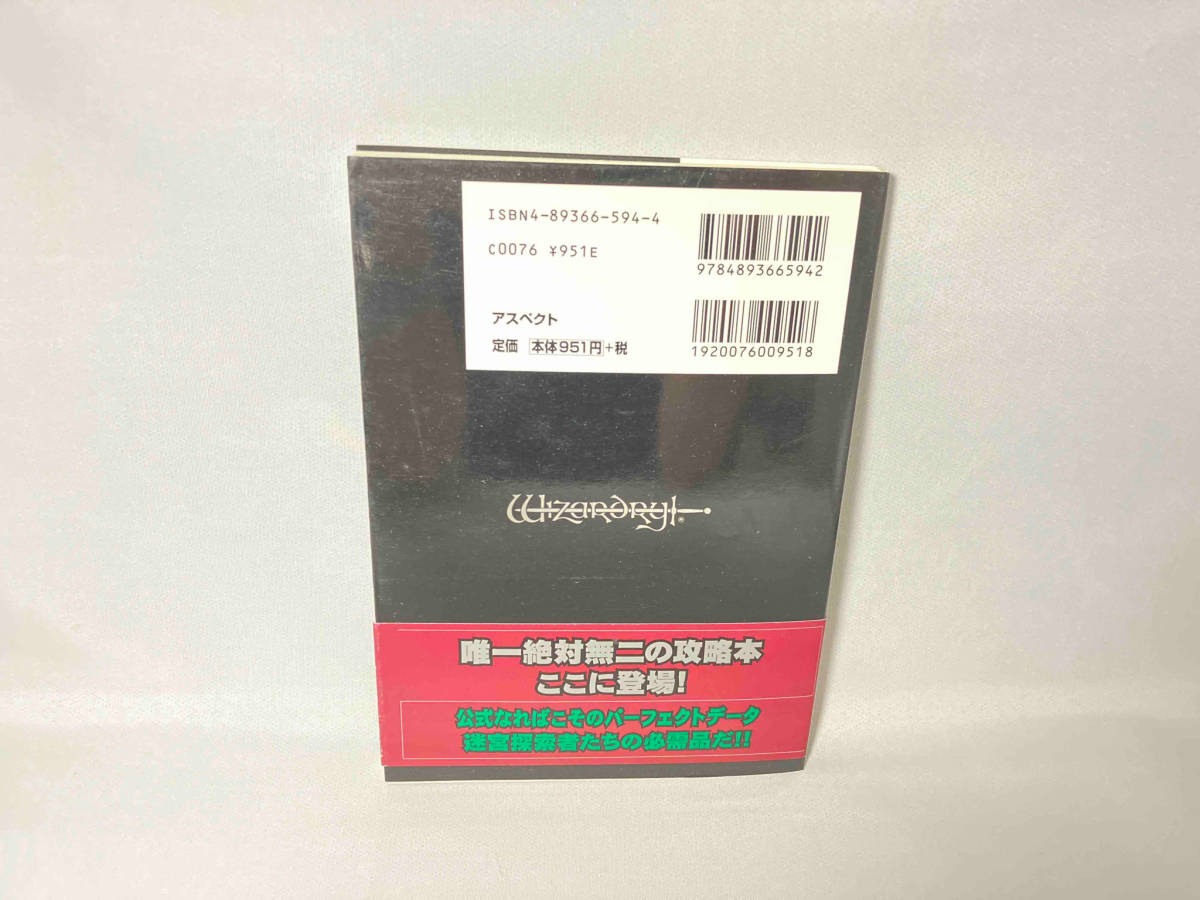 ISBN4-89366-594-4
C0076 ¥951E
9784893665942
アスペクト
定価 本体951円+税
1920076009518
Wizardry®
唯一絶対無二の攻略本
ここに登場!
公式なればこそのパーフェクトデータ
迷宮探索者たちの必需品だ!!